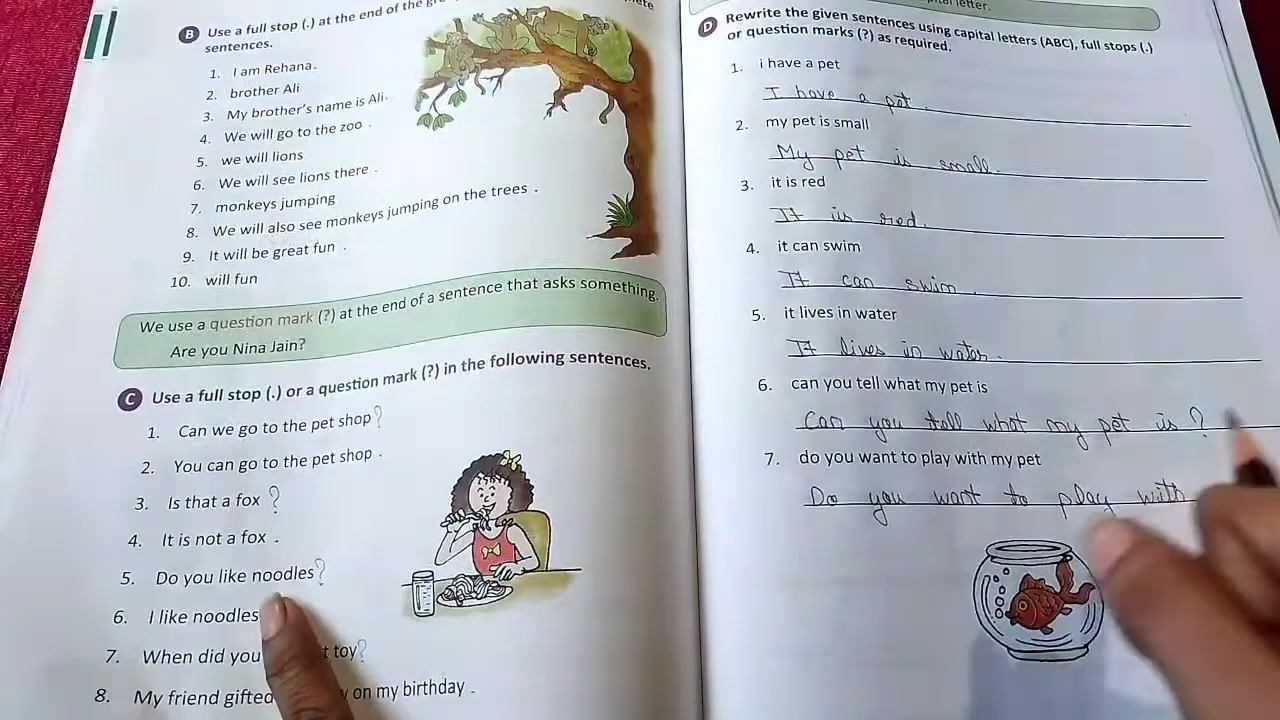 B Use a full stop (.) at the end of the
sentences.
1. I am Rehana.
2. brother Ali
3. My brother's name is Ali.
4. We will go to the zoo .
5. we will lions
6. We will see lions there .
7. monkeys jumping
8. We will also see monkeys jumping on the trees .
9. It will be great fun .
10. will fun
We use a question mark (?) at the end of a sentence that asks something.
Are you Nina Jain?
C Use a full stop (.) or a question mark (?) in the following sentences.
1. Can we go to the pet shop?
2. You can go to the pet shop .
3. Is that a fox ?
4. It is not a fox .
5. Do you like noodles?
6. I like noodles
7. When did you toy?
8. My friend gifted on my birthday .
letter.
D Rewrite the given sentences using capital letters (ABC), full stops (.)
or question marks (?) as required.
1. i have a pet
I have a pet .
2. my pet is small
My pet is small.
3. it is red
It is red.
4. it can swim
It can swim .
5. it lives in water
It lives in water.
6. can you tell what my pet is
Can you tell what my pet is ?
7. do you want to play with my pet
Do you want to play with